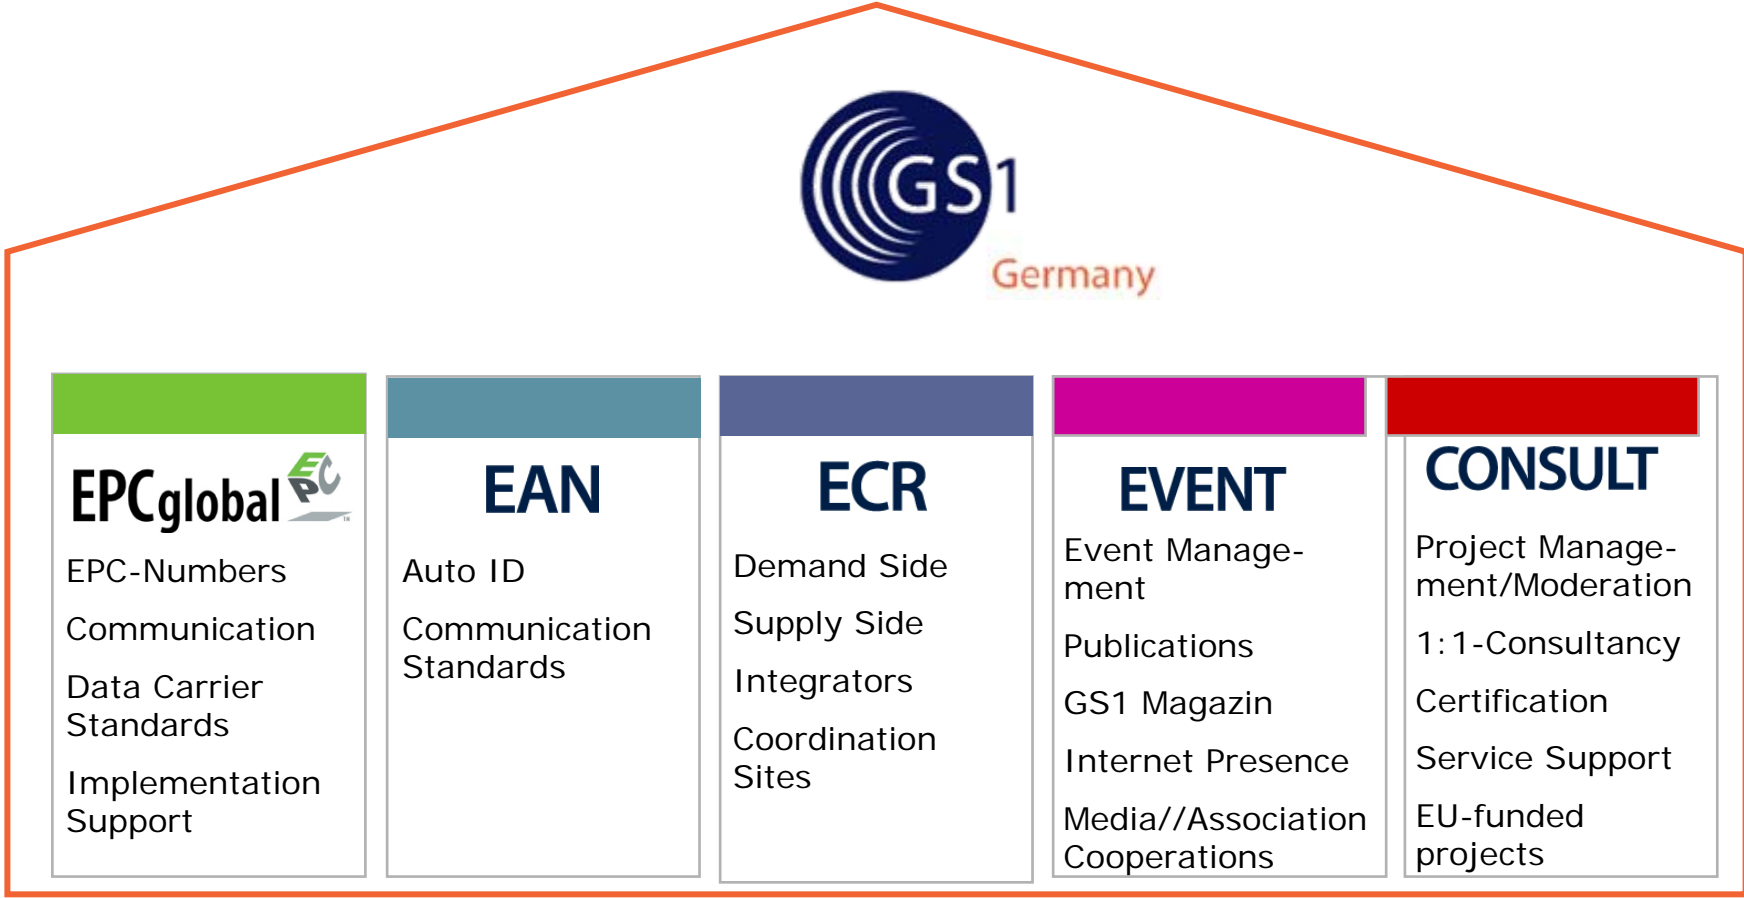 GS1
Germany
EPCglobal
EPC
TM
EPC-Numbers
Communication
Data Carrier
Standards
Implementation
Support
EAN
Auto ID
Communication
Standards
ECR
Demand Side
Supply Side
Integrators
Coordination
Sites
EVENT
Event Manage-
ment
Publications
GS1 Magazin
Internet Presence
Media//Association
Cooperations
CONSULT
Project Manage-
ment/Moderation
1:1-Consultancy
Certification
Service Support
EU-funded
projects